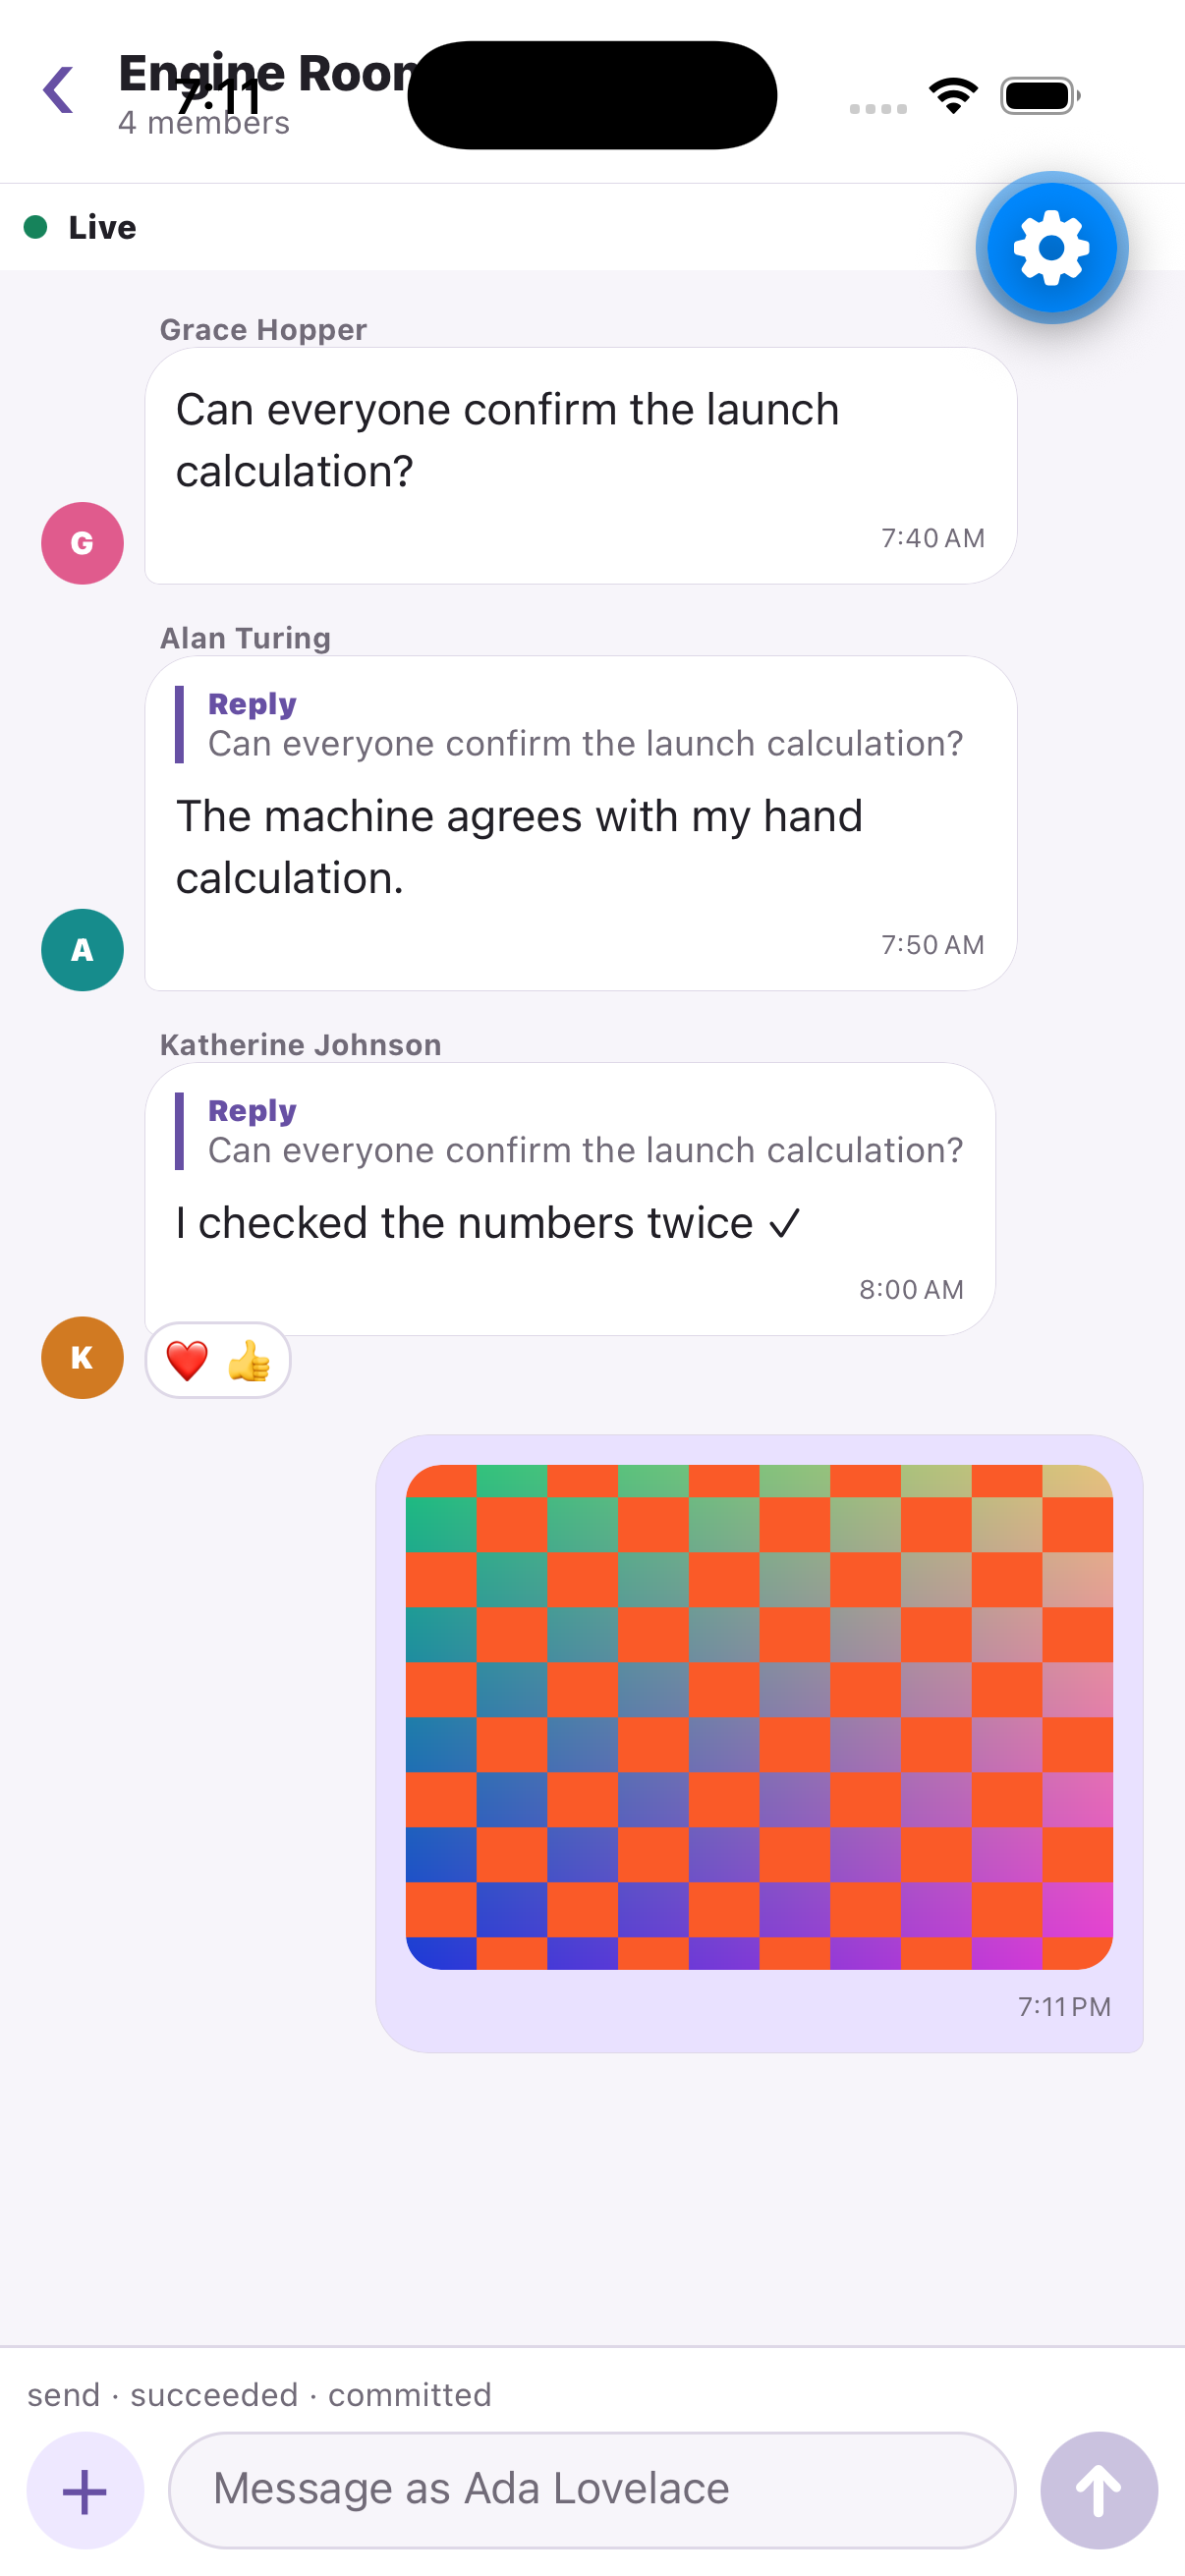 Engine Roo
7:11
4 members
Live
Grace Hopper
Can everyone confirm the launch
calculation?
7:40 AM
G
Alan Turing
Reply
Can everyone confirm the launch calculation?
The machine agrees with my hand
calculation.
7:50 AM
A
Katherine Johnson
Reply
Can everyone confirm the launch calculation?
I checked the numbers twice ✓
8:00 AM
K
❤️ 👍
7:11 PM
send · succeeded · committed
Message as Ada Lovelace